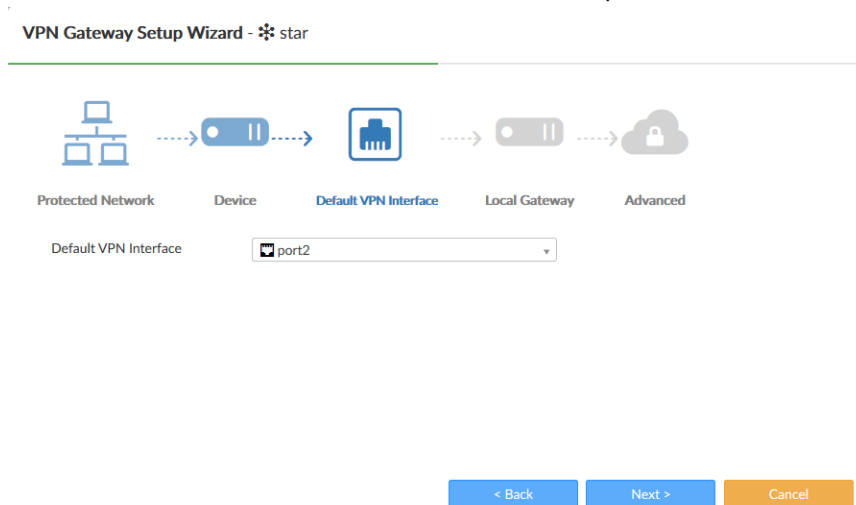 VPN Gateway Setup Wizard - star
Protected Network Device Default VPN Interface Local Gateway Advanced
Default VPN Interface port2
< Back Next > Cancel